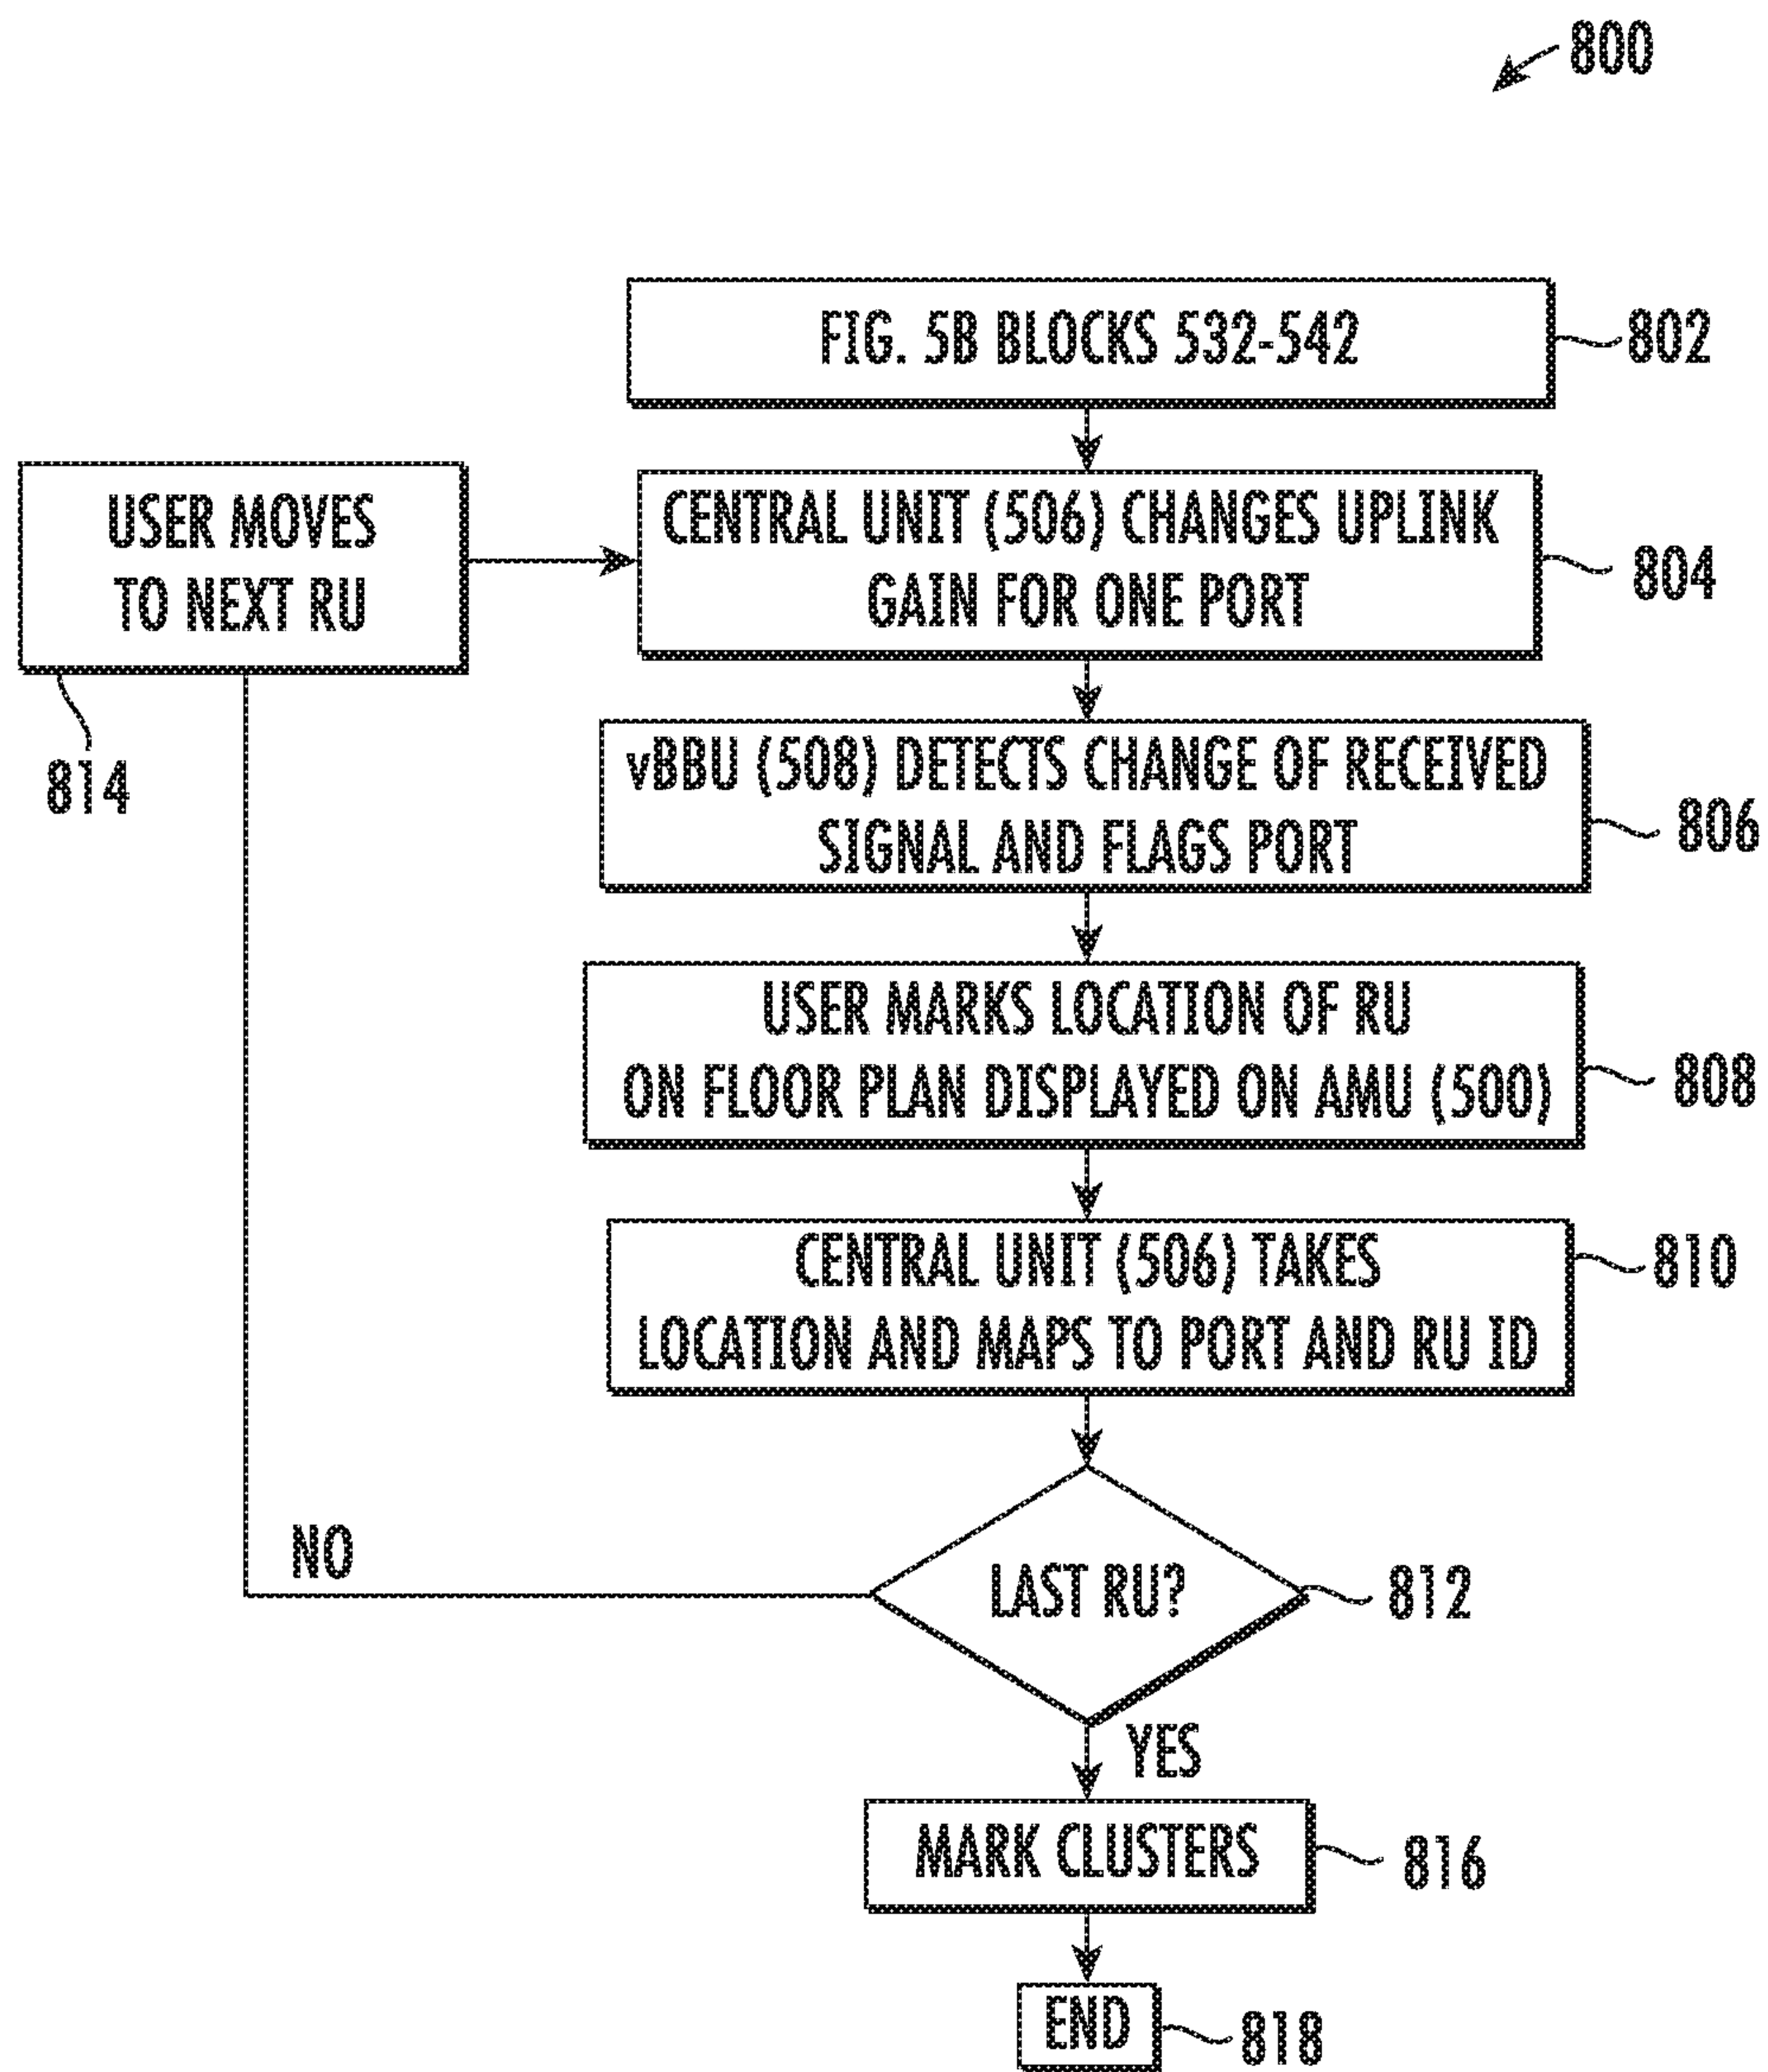 800
FIG. 5B BLOCKS 532-542
802
USER MOVES
TO NEXT RU
814
CENTRAL UNIT (506) CHANGES UPLINK
GAIN FOR ONE PORT
804
vBBU (508) DETECTS CHANGE OF RECEIVED
SIGNAL AND FLAGS PORT
806
USER MARKS LOCATION OF RU
ON FLOOR PLAN DISPLAYED ON AMU (500)
808
CENTRAL UNIT (506) TAKES
LOCATION AND MAPS TO PORT AND RU ID
810
NO
LAST RU?
812
YES
MARK CLUSTERS
816
END
818